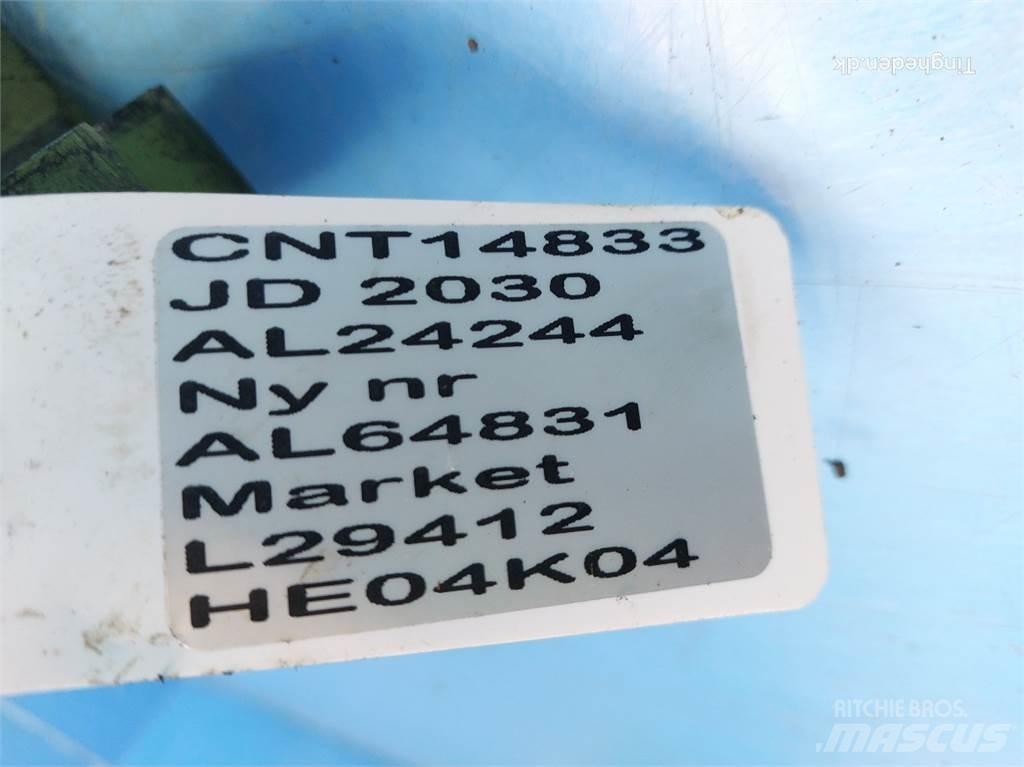 Tingheden.dk
CNT14833
JD 2030
AL24244
Ny nr
AL64831
Market
L29412
HE04K04
RITCHIE BROS.
MASCUS